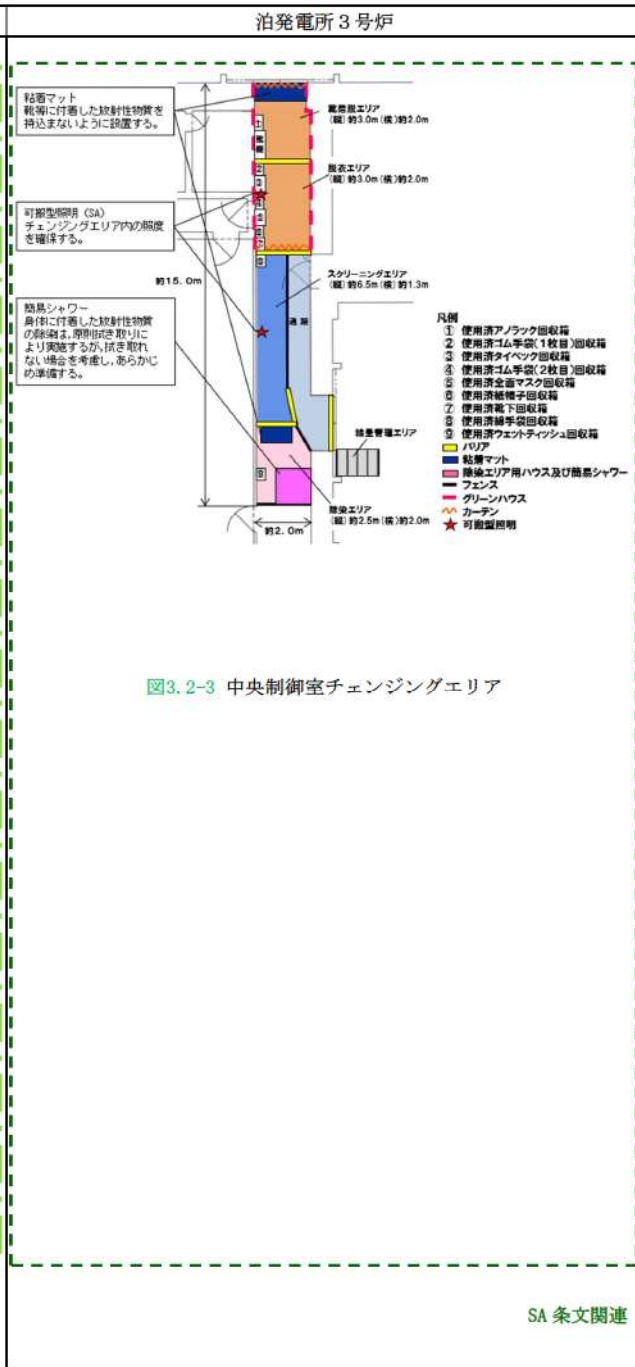 泊発電所3号炉
粘着マット
靴等に付着した放射性物質を
持込まないように設置する。
可搬型照明（SA）
チェンジングエリア内の照度
を確保する。
簡易シャワー
身体に付着した放射性物質
の除染は、原則拭き取りに
より実施するが、拭き取れ
ない場合を考慮し、あらかじ
め準備する。
約15.0m
約2.0m
靴着脱エリア
(縦)約3.0m(横)約2.0m
脱衣エリア
(縦)約3.0m(横)約2.0m
スクリーニングエリア
(縦)約6.5m(横)約1.3m
通路
除染エリア
(縦)約2.5m(横)約2.0m
①
②
③
⑦
⑧
⑨
凡例
① 使用済アノラック回収箱
② 使用済ゴム手袋(1枚目)回収箱
③ 使用済タイベック回収箱
④ 使用済ゴム手袋(2枚目)回収箱
⑤ 使用済全面マスク回収箱
⑥ 使用済紙帽子回収箱
⑦ 使用済靴下回収箱
⑧ 使用済綿手袋回収箱
⑨ 使用済ウェットティッシュ回収箱
バリア
粘着マット
除染エリア用ハウス及び簡易シャワー
フェンス
グリーンハウス
カーテン
可搬型照明
図3.2-3 中央制御室チェンジングエリア
SA条文関連